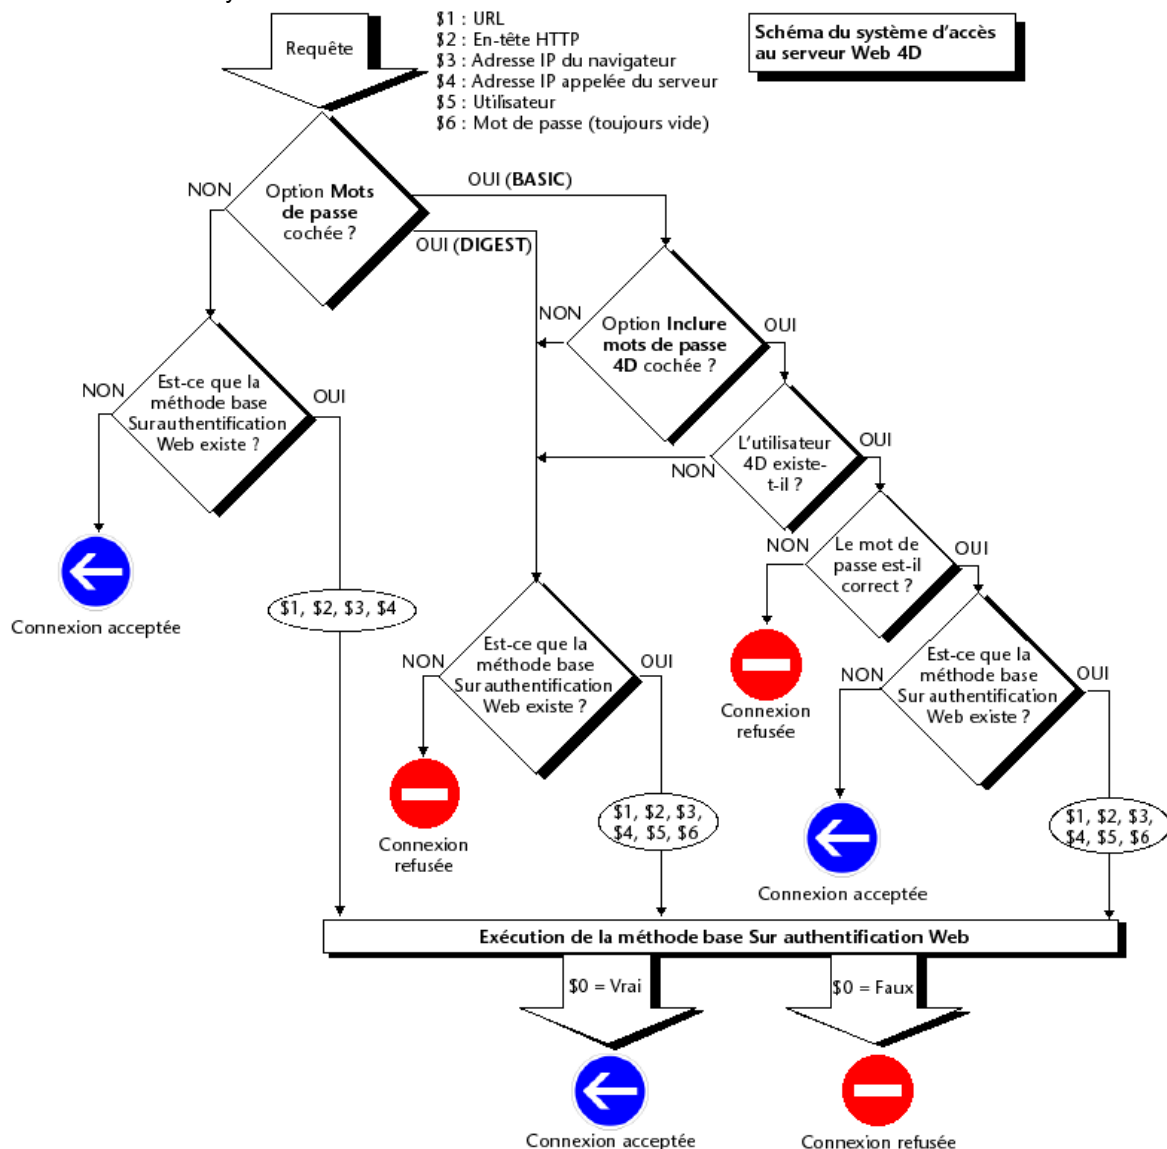 Requête
$1 : URL
$2 : En-tête HTTP
$3 : Adresse IP du navigateur
$4 : Adresse IP appelée du serveur
$5 : Utilisateur
$6 : Mot de passe (toujours vide)
Schéma du système d'accès
au serveur Web 4D
NON
Option Mots
de passe
cochée ?
OUI (BASIC)
OUI (DIGEST)
NON
Option Inclure
mots de passe
4D cochée ?
OUI
NON
Est-ce que la
méthode base
Surauthentification
Web existe ?
OUI
NON
L'utilisateur
4D existe-
t-il ?
OUI
NON
Le mot de
passe est-il
correct ?
OUI
Connexion acceptée
$1, $2, $3, $4
NON
Est-ce que la
méthode base
Sur authentification
Web existe ?
OUI
Connexion
refusée
NON
Est-ce que la
méthode base
Sur authentification
Web existe ?
OUI
Connexion
refusée
$1, $2, $3,
$4, $5, $6
Connexion acceptée
$1, $2, $3,
$4, $5, $6
Exécution de la méthode base Sur authentification Web
$0 = Vrai
$0 = Faux
Connexion acceptée
Connexion refusée